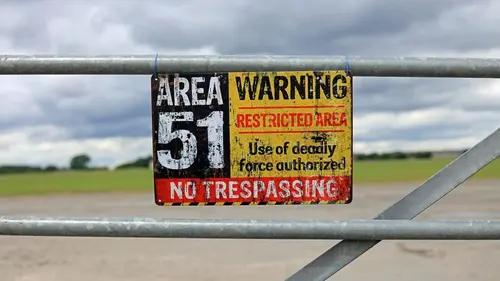 AREA
51
WARNING
RESTRICTED AREA
Use of deadly
force authorized
NO TRESPASSING